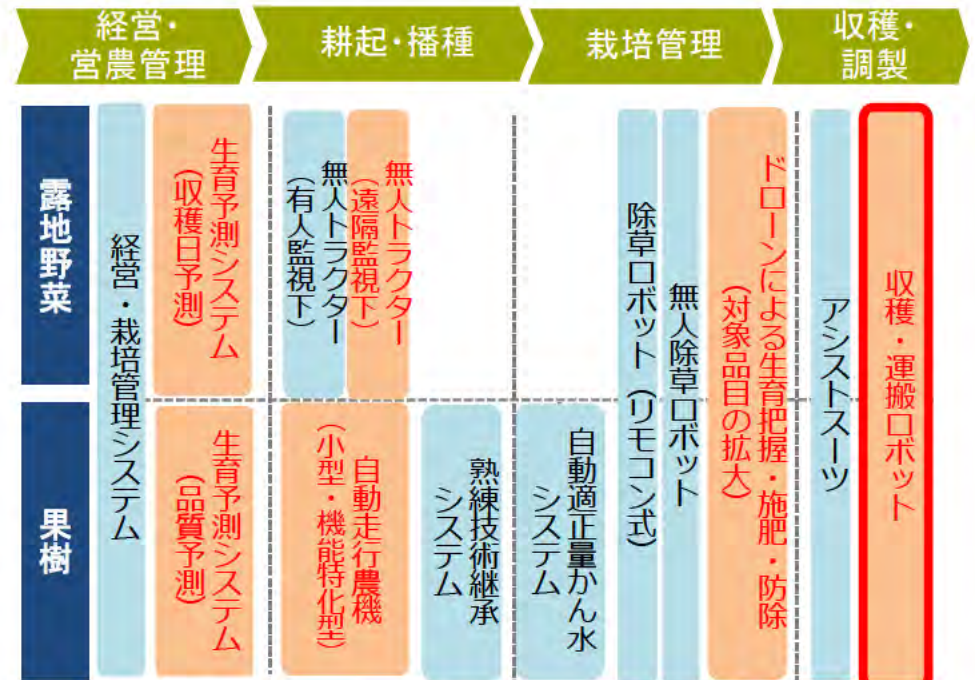 経営・
営農管理
耕起・播種
栽培管理
収穫・
調製
露地野菜
果樹
経営・栽培管理システム
生育予測システム
（収穫日予測）
生育予測システム
（品質予測）
無人トラクター
（有人監視下）
無人トラクター
（遠隔監視下）
自動走行農機
（小型・機能特化型）
熟練技術継承
システム
自動適正量かん水
システム
除草ロボット（リモコン式）
無人除草ロボット
ドローンによる生育把握・施肥・防除
（対象品目の拡大）
アシストスーツ
収穫・運搬ロボット